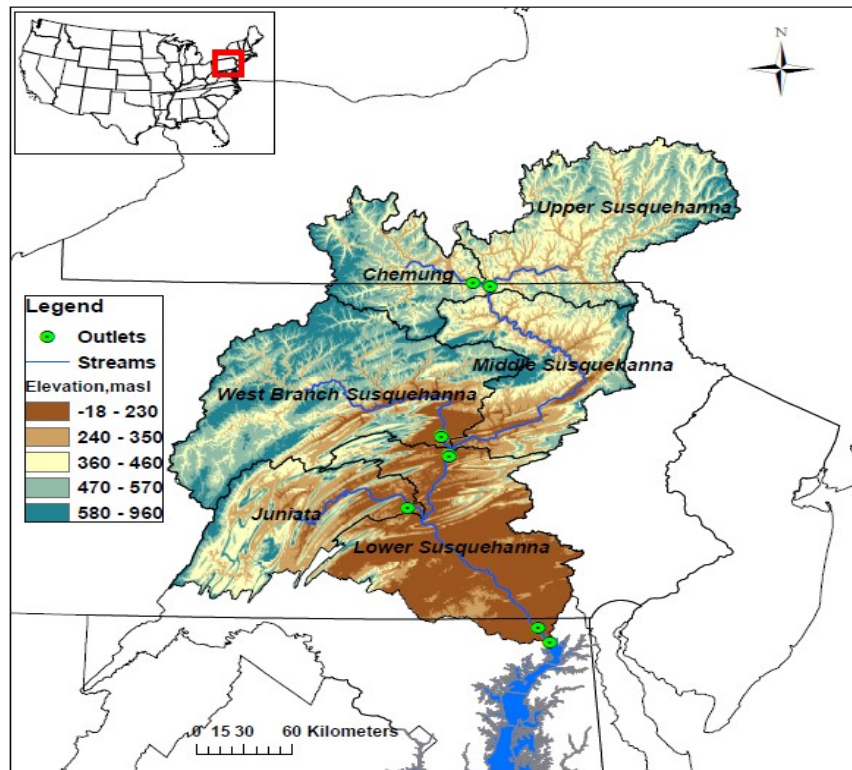 N
Upper Susquehanna
Chemung
Legend
Outlets
Streams
Elevation,masl
-18 - 230
240 - 350
360 - 460
470 - 570
580 - 960
Middle Susquehanna
West Branch Susquehanna
Juniata
Lower Susquehanna
0 15 30 60 Kilometers